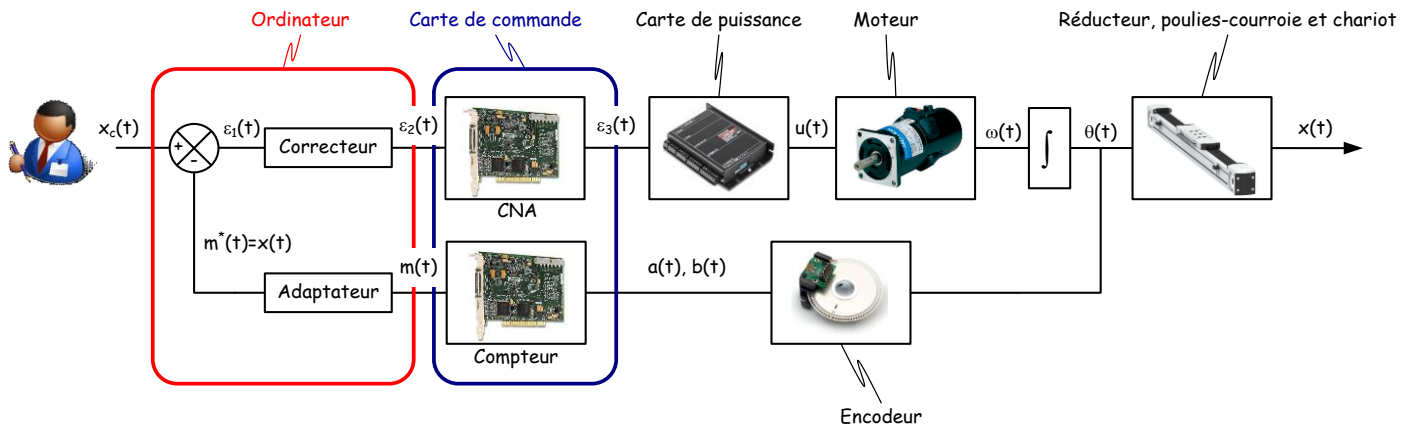 Ordinateur
Carte de commande
Carte de puissance
Moteur
Réducteur, poulies-courroie et chariot
x_c(t)
+
-
ε₁(t)
Correcteur
ε₂(t)
CNA
ε₃(t)
u(t)
ω(t)
∫
θ(t)
x(t)
m*(t)=x(t)
Adaptateur
m(t)
Compteur
a(t), b(t)
Encodeur